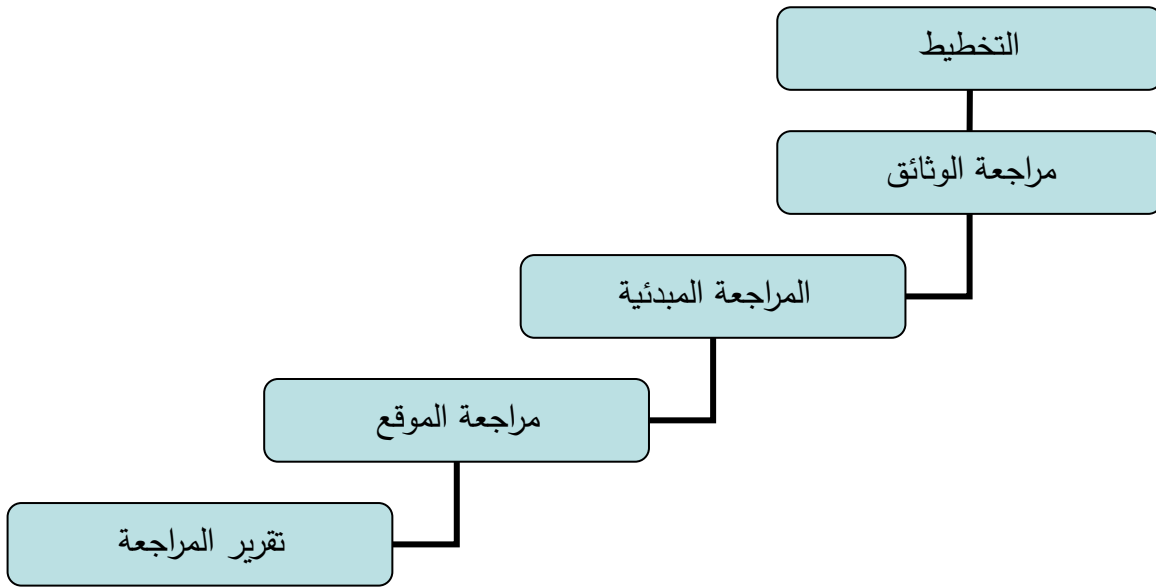 التخطيط
مراجعة الوثائق
المراجعة المبدئية
مراجعة الموقع
تقرير المراجعة